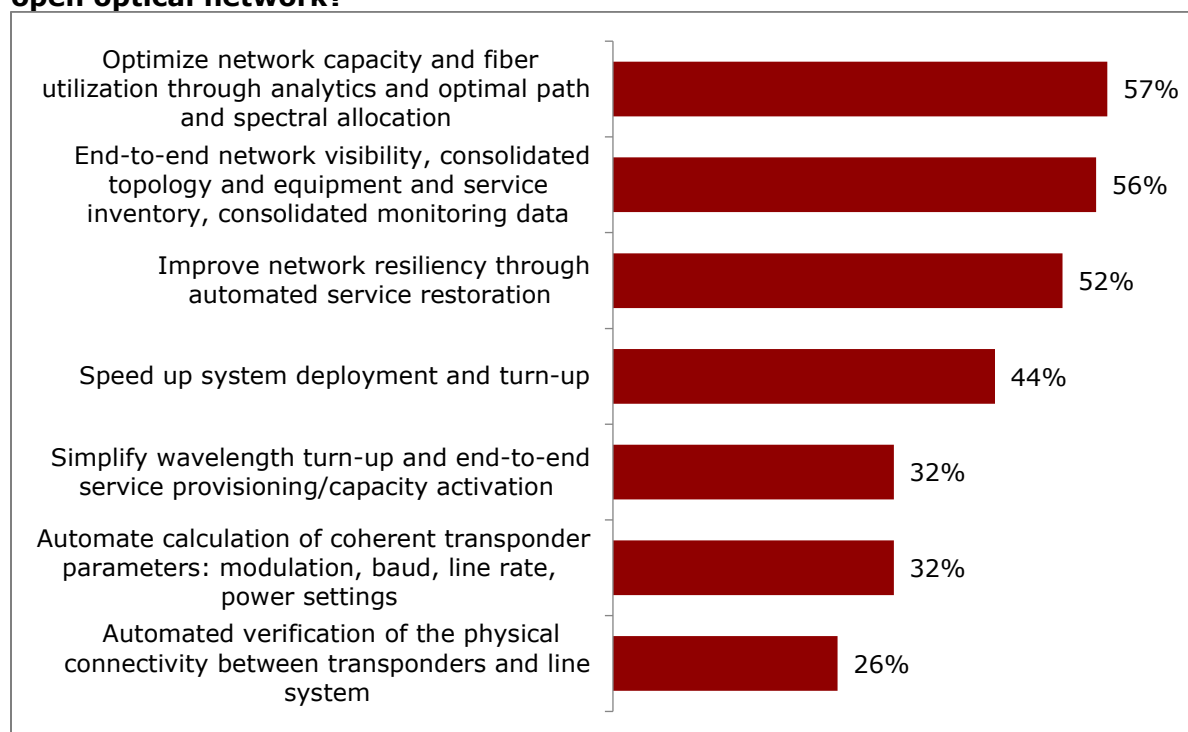 open optical network?
Optimize network capacity and fiber
utilization through analytics and optimal path
and spectral allocation
57%
End-to-end network visibility, consolidated
topology and equipment and service
inventory, consolidated monitoring data
56%
Improve network resiliency through
automated service restoration
52%
Speed up system deployment and turn-up
44%
Simplify wavelength turn-up and end-to-end
service provisioning/capacity activation
32%
Automate calculation of coherent transponder
parameters: modulation, baud, line rate,
power settings
32%
Automated verification of the physical
connectivity between transponders and line
system
26%